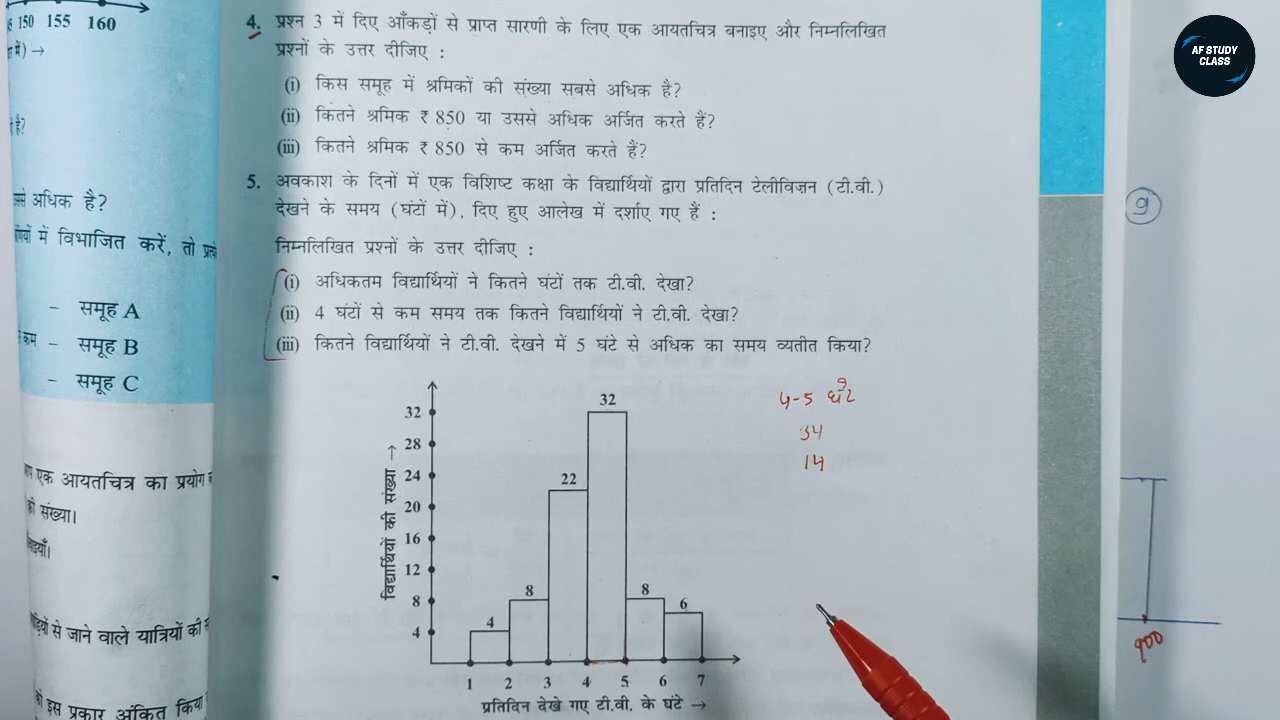 150 155 160
में) →
है?
ससे अधिक है?
में विभाजित करें, तो
– समूह A
कम – समूह B
– समूह C
एक आयतचित्र का प्रयोग
की संख्या।
से जाने वाले यात्रियों की
को इस प्रकार अंकित किया
4. प्रश्न 3 में दिए आँकड़ों से प्राप्त सारणी के लिए एक आयतचित्र बनाइए और निम्नलिखित
प्रश्नों के उत्तर दीजिए :
(i) किस समूह में श्रमिकों की संख्या सबसे अधिक है?
(ii) कितने श्रमिक ₹ 850 या उससे अधिक अर्जित करते हैं?
(iii) कितने श्रमिक ₹ 850 से कम अर्जित करते हैं?
5. अवकाश के दिनों में एक विशिष्ट कक्षा के विद्यार्थियों द्वारा प्रतिदिन टेलीविज़न (टी.वी.)
देखने के समय (घंटों में), दिए हुए आलेख में दर्शाए गए हैं :
निम्नलिखित प्रश्नों के उत्तर दीजिए :
(i) अधिकतम विद्यार्थियों ने कितने घंटों तक टी.वी. देखा?
(ii) 4 घंटों से कम समय तक कितने विद्यार्थियों ने टी.वी. देखा?
(iii) कितने विद्यार्थियों ने टी.वी. देखने में 5 घंटे से अधिक का समय व्यतीत किया?
विद्यार्थियों की संख्या →
32
28
24
20
16
12
8
4
4
8
22
32
8
6
1 2 3 4 5 6 7
प्रतिदिन देखे गए टी.वी. के घंटे →
4-5 घंटे
34
14
AF STUDY
CLASS
9
900